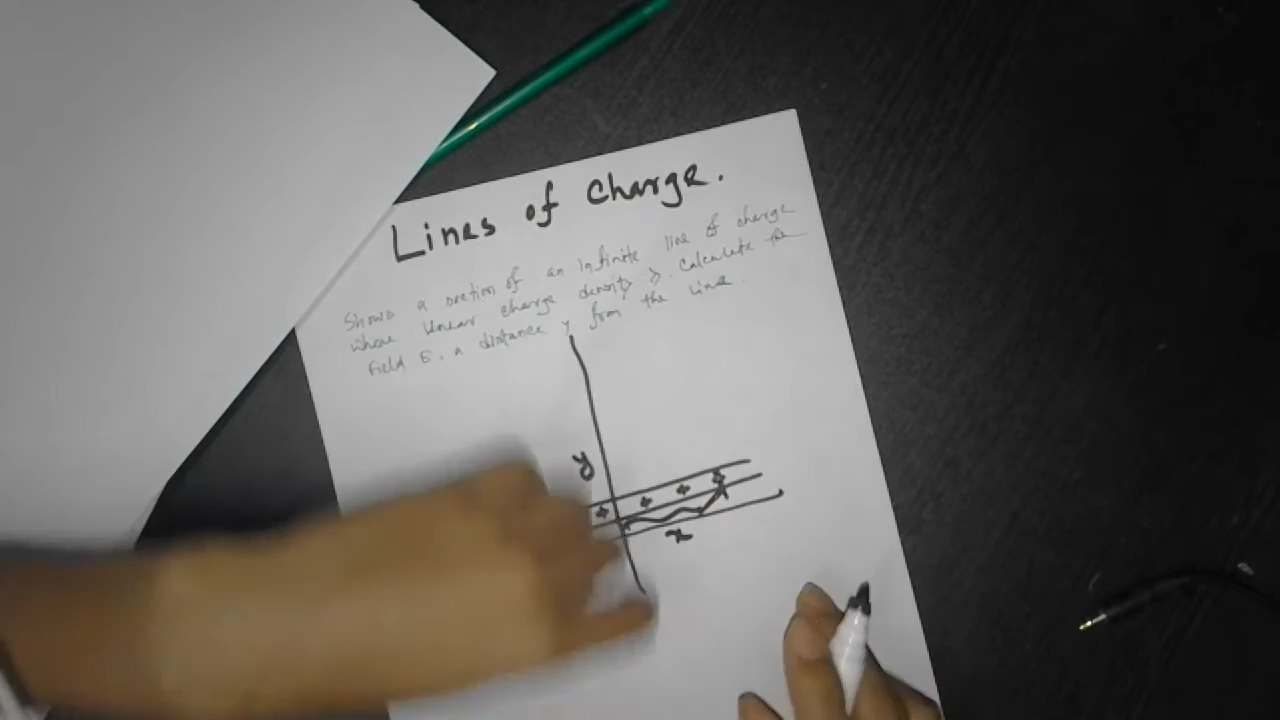 Lines of Charge.
Shows a section of an infinite line of charge
whose linear charge density λ. Calculate the
field E. a distance y from the line.
y
+ + + +
x